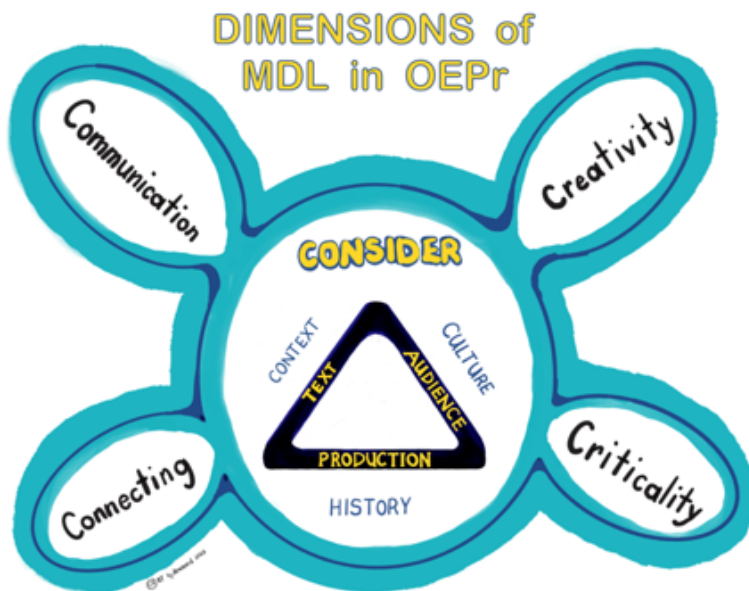 DIMENSIONS of
MDL in OEPr
Communication
Creativity
CONSIDER
CONTEXT
CULTURE
TEXT
AUDIENCE
PRODUCTION
HISTORY
Connecting
Criticality